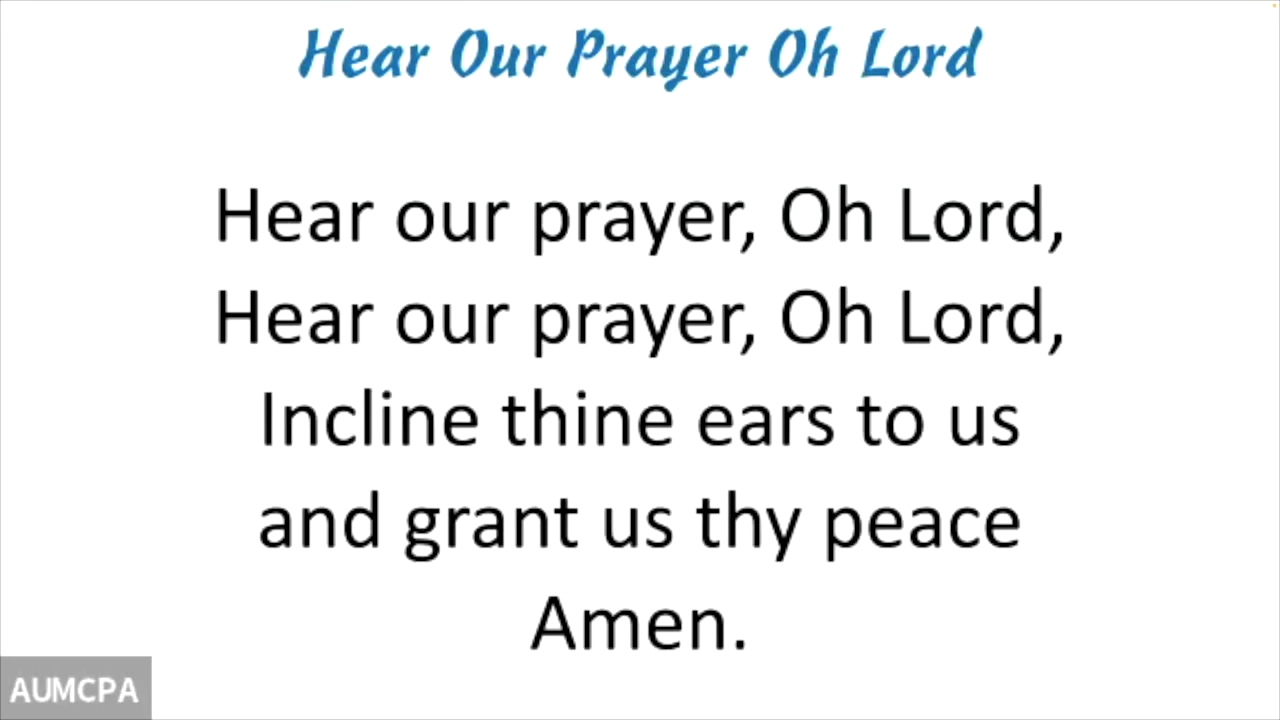 Hear Our Prayer Oh Lord
Hear our prayer, Oh Lord,
Hear our prayer, Oh Lord,
Incline thine ears to us
and grant us thy peace
Amen.
AUMCPA